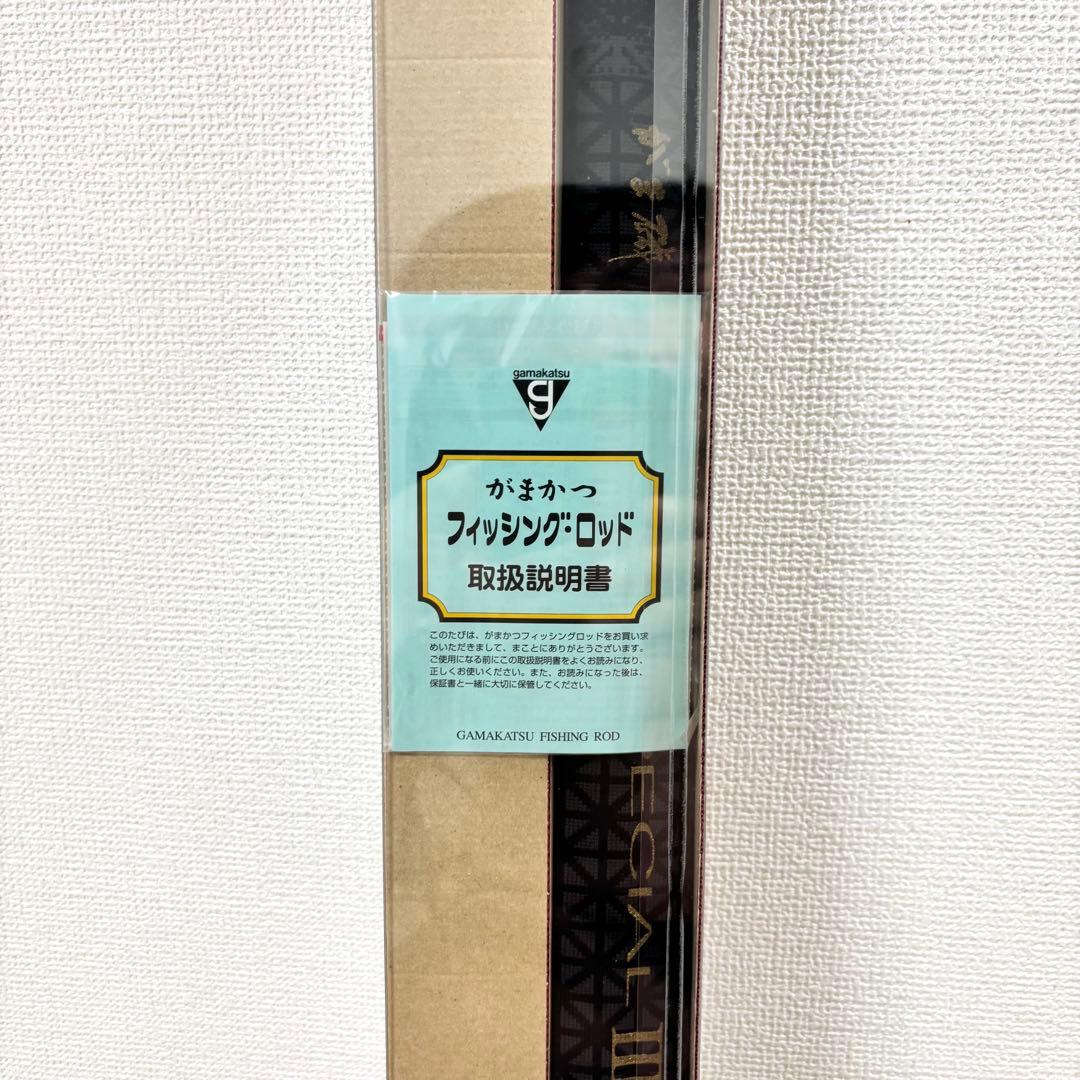 がま磯
gamakatsu
g
がまかつ
フィッシング・ロッド
取扱説明書
このたびは、がまかつフィッシングロッドをお買い求
めいただきまして、まことにありがとうございます。
ご使用になる前にこの取扱説明書をよくお読みになり、
正しくお使いください。また、お読みになった後は、
保証書と一緒に大切に保管してください。
GAMAKATSU FISHING ROD
ECIAL III